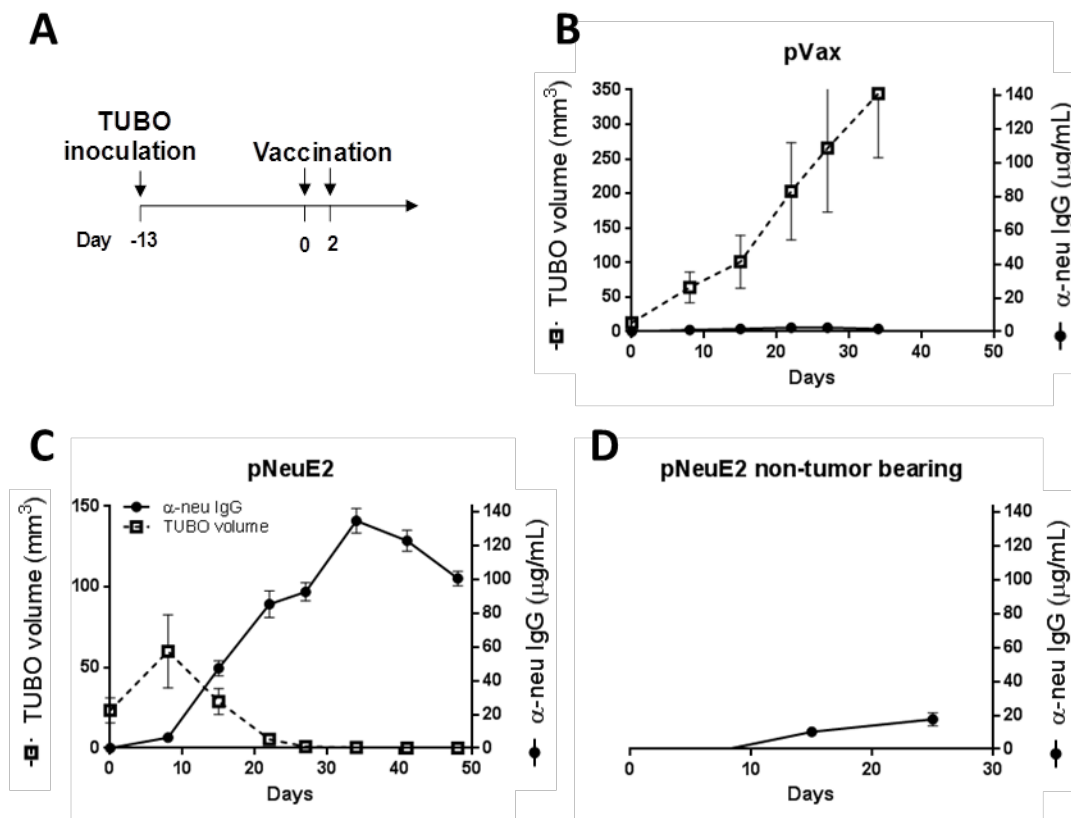 A
TUBO
inoculation
Vaccination
Day -13 0 2
B
pVax
TUBO volume (mm³)
350
300
250
200
150
100
50
0
140
120
100
80
60
40
20
0
α-neu IgG (µg/mL)
0 10 20 30 40 50
Days
C
pNeuE2
α-neu IgG
TUBO volume
TUBO volume (mm³)
150
100
50
0
140
120
100
80
60
40
20
0
α-neu IgG (µg/mL)
0 10 20 30 40 50
Days
D
pNeuE2 non-tumor bearing
140
120
100
80
60
40
20
0
α-neu IgG (µg/mL)
0 10 20 30
Days